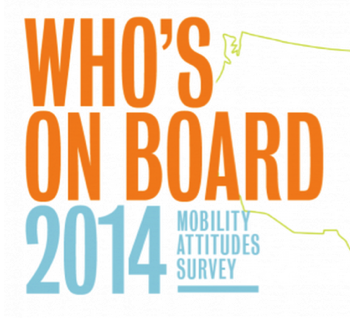 WHO'S
ON BOARD
2014
MOBILITY
ATTITUDES
SURVEY